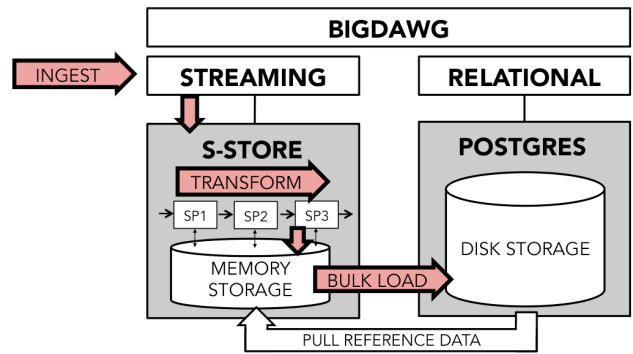 BIGDAWG
INGEST
STREAMING
RELATIONAL
S-STORE
POSTGRES
TRANSFORM
SP1
SP2
SP3
DISK STORAGE
MEMORY
STORAGE
BULK LOAD
PULL REFERENCE DATA